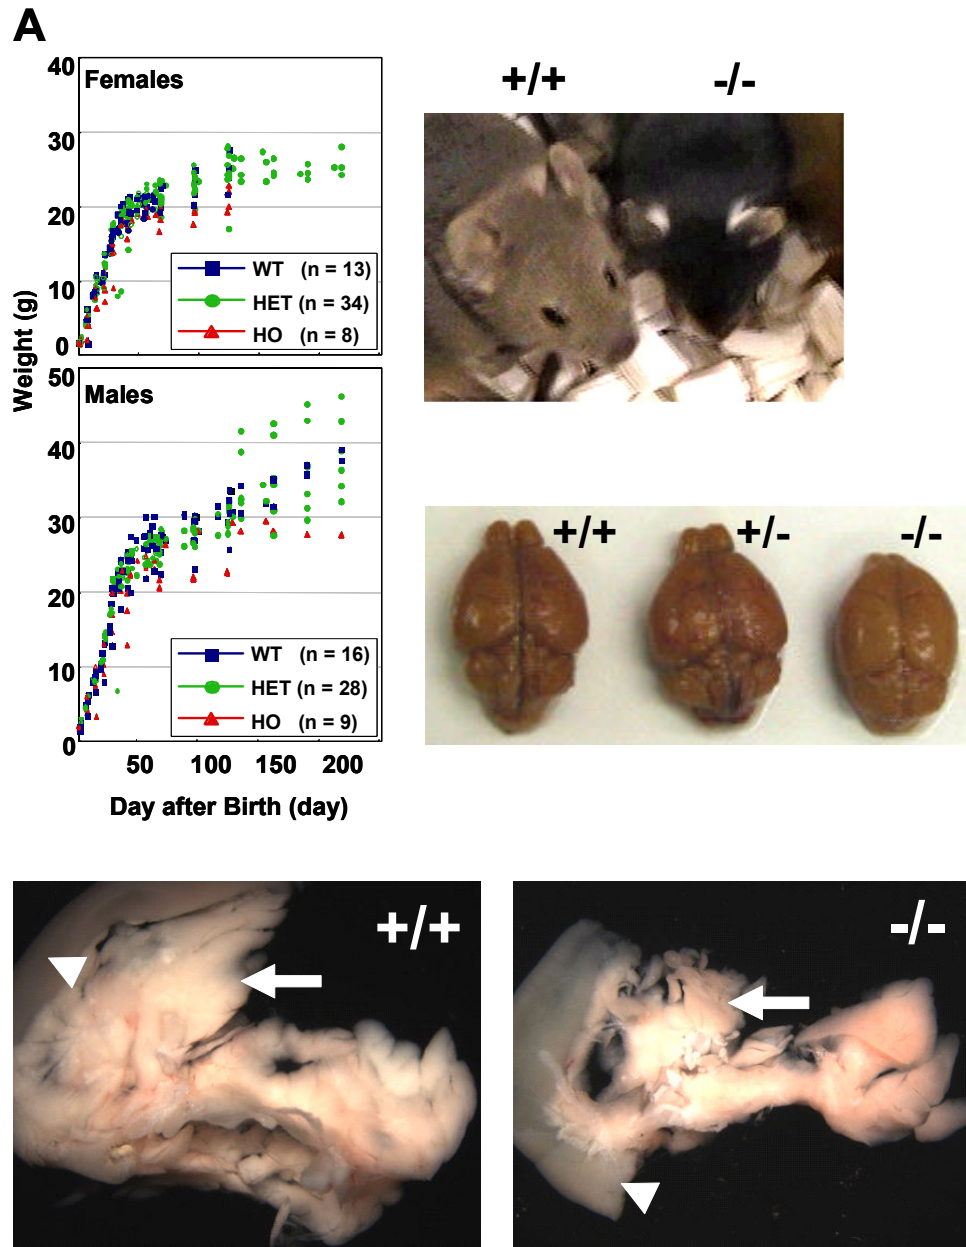 A
Weight (g)
40
30
20
10
0
Females
WT (n = 13)
HET (n = 34)
HO (n = 8)
50
40
30
20
10
0
Males
WT (n = 16)
HET (n = 28)
HO (n = 9)
50 100 150 200
Day after Birth (day)
+/+ -/-
+/+ +/- -/-
+/+ -/-